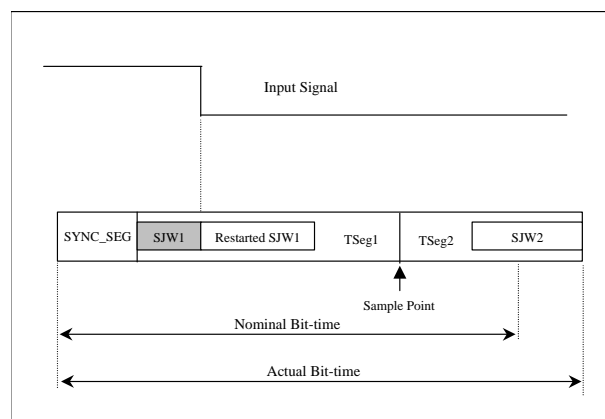 Input Signal
SYNC_SEG SJW1 Restarted SJW1 TSeg1 TSeg2 SJW2
Sample Point
Nominal Bit-time
Actual Bit-time